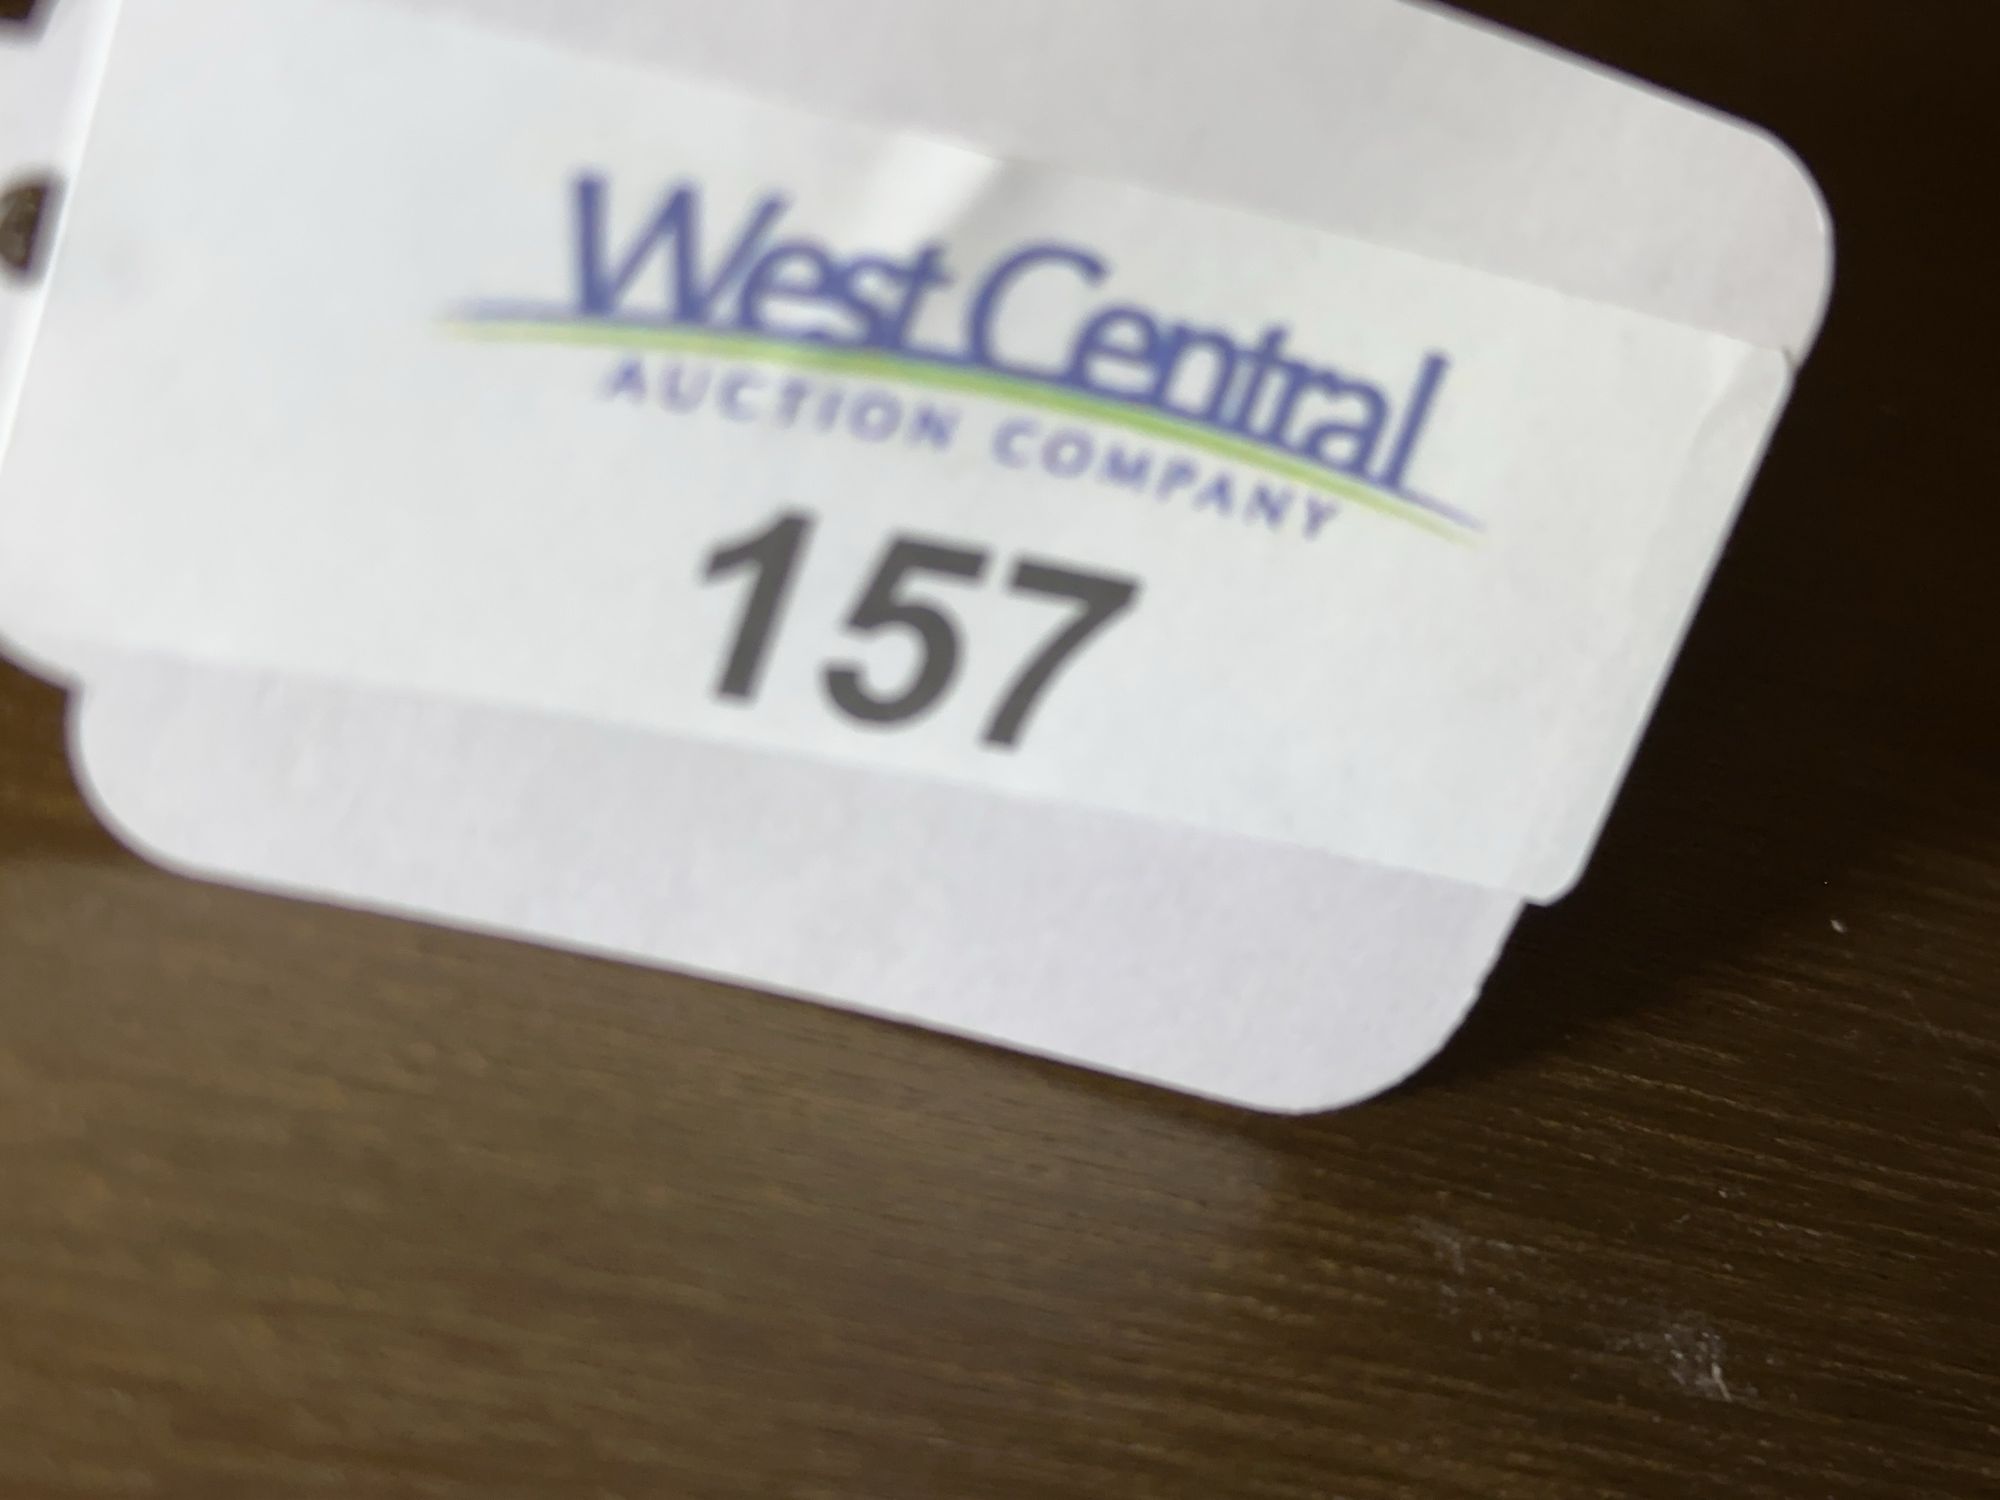 West Central
AUCTION COMPANY
157